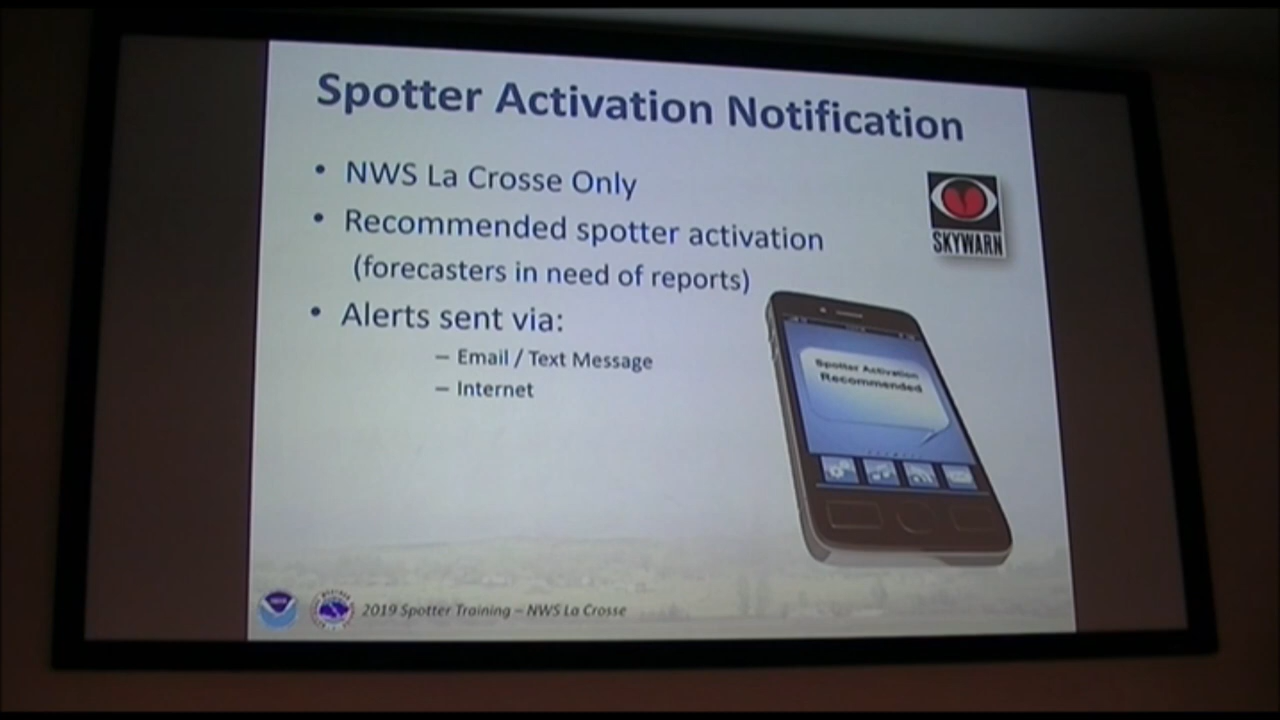 Spotter Activation Notification
• NWS La Crosse Only
• Recommended spotter activation
(forecasters in need of reports)
• Alerts sent via:
– Email / Text Message
– Internet
SKYWARN
Spotter Activation
Recommended
2019 Spotter Training – NWS La Crosse